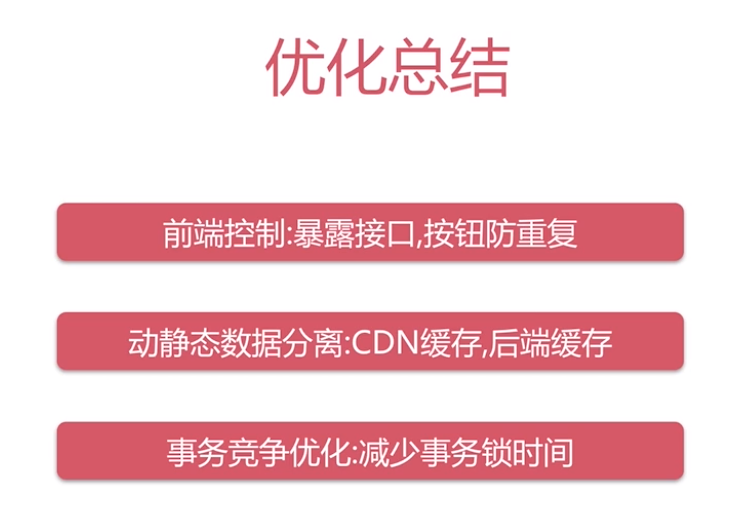 优化总结
前端控制:暴露接口,按钮防重复
动静态数据分离:CDN缓存,后端缓存
事务竞争优化:减少事务锁时间